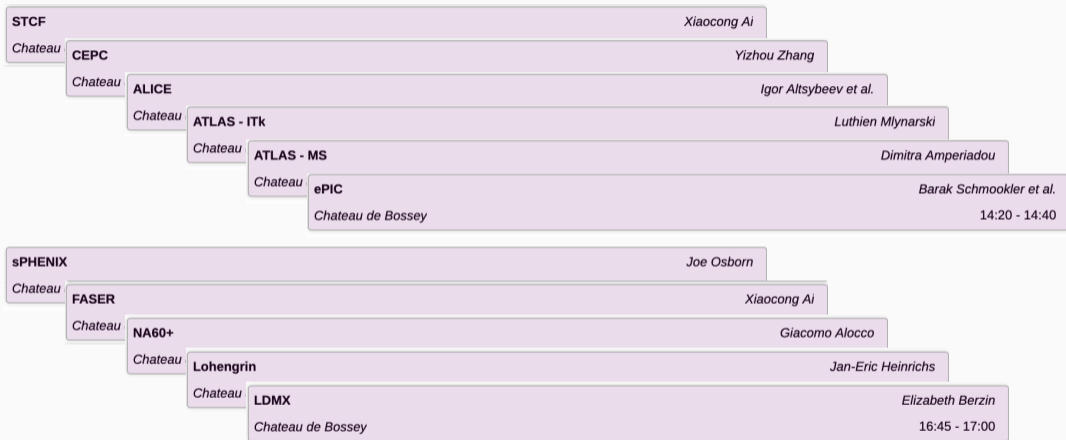 STCF Xiaocong Ai
Chateau
CEPC Yizhou Zhang
Chateau
ALICE Igor Altsybeev et al.
Chateau
ATLAS - ITk Luthien Mlynarski
Chateau
ATLAS - MS Dimitra Amperiadou
Chateau
ePIC Barak Schmookler et al.
Chateau de Bossey 14:20 - 14:40
sPHENIX Joe Osborn
Chateau
FASER Xiaocong Ai
Chateau
NA60+ Giacomo Alocco
Chateau
Lohengrin Jan-Eric Heinrichs
Chateau
LDMX Elizabeth Berzin
Chateau de Bossey 16:45 - 17:00